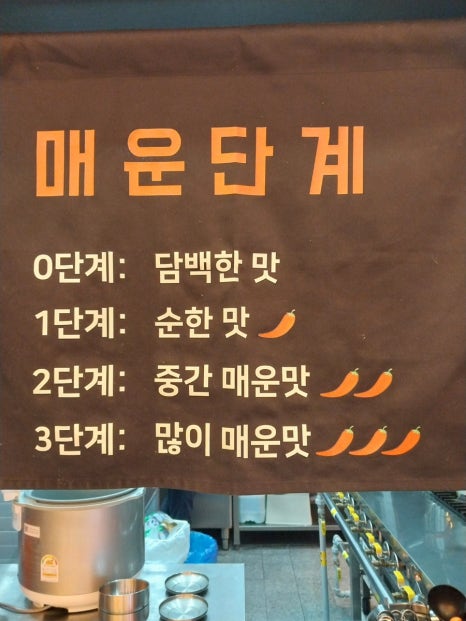 매운단계
0단계: 담백한 맛
1단계: 순한 맛
2단계: 중간 매운맛
3단계: 많이 매운맛